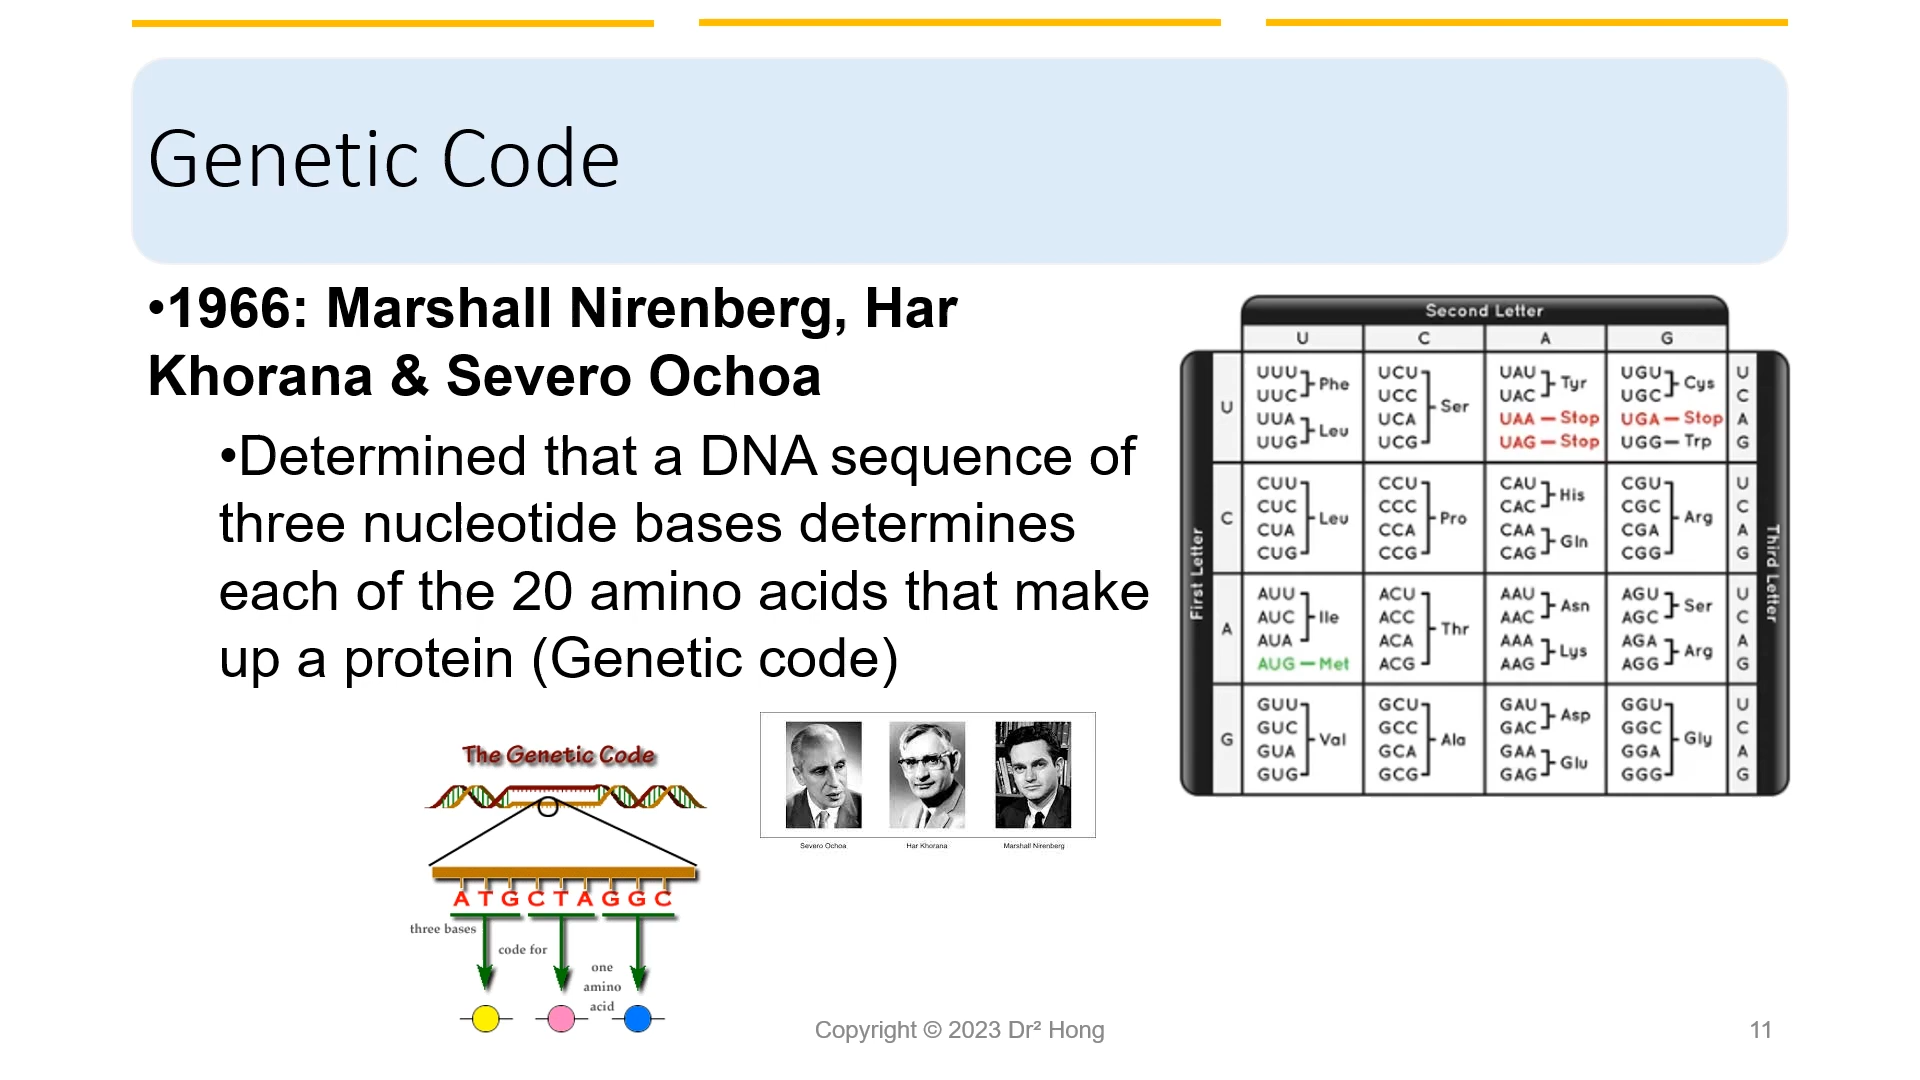 Genetic Code
•1966: Marshall Nirenberg, Har
Khorana & Severo Ochoa
•Determined that a DNA sequence of
three nucleotide bases determines
each of the 20 amino acids that make
up a protein (Genetic code)
Second Letter
U C A G
First Letter
Third Letter
U
UUU UUC Phe
UUA UUG Leu
UCU UCC UCA UCG Ser
UAU UAC Tyr
UAA — Stop
UAG — Stop
UGU UGC Cys
UGA — Stop
UGG — Trp
U C A G
C
CUU CUC CUA CUG Leu
CCU CCC CCA CCG Pro
CAU CAC His
CAA CAG Gln
CGU CGC CGA CGG Arg
U C A G
A
AUU AUC AUA Ile
AUG — Met
ACU ACC ACA ACG Thr
AAU AAC Asn
AAA AAG Lys
AGU AGC Ser
AGA AGG Arg
U C A G
G
GUU GUC GUA GUG Val
GCU GCC GCA GCG Ala
GAU GAC Asp
GAA GAG Glu
GGU GGC GGA GGG Gly
U C A G
The Genetic Code
A T G C T A G G C
three bases
code for
one
amino
acid
Severo Ochoa
Har Khorana
Marshall Nirenberg
Copyright © 2023 Dr² Hong
11